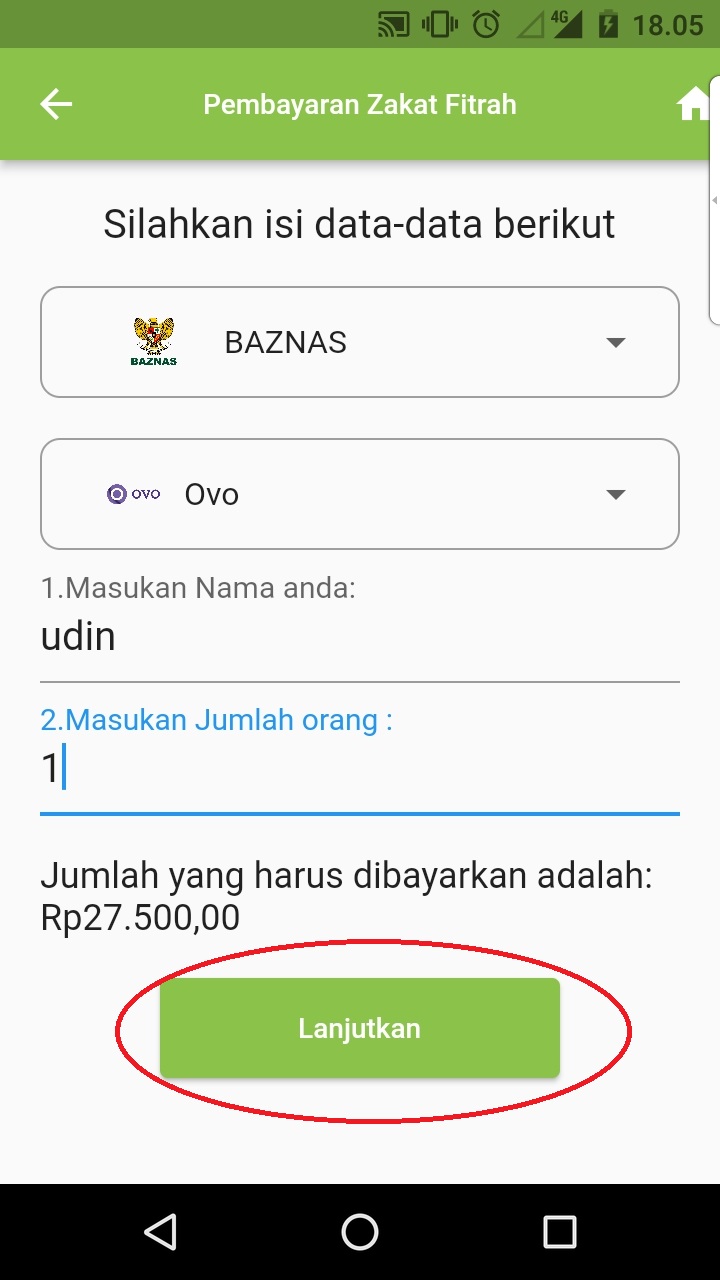 4G 18.05
Pembayaran Zakat Fitrah
Silahkan isi data-data berikut
BAZNAS BAZNAS
OVO Ovo
1.Masukan Nama anda:
udin
2.Masukan Jumlah orang :
1
Jumlah yang harus dibayarkan adalah:
Rp27.500,00
Lanjutkan